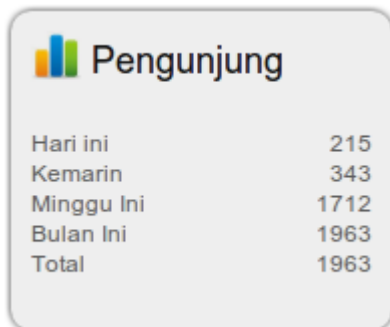 Pengunjung
Hari ini 215
Kemarin 343
Minggu Ini 1712
Bulan Ini 1963
Total 1963